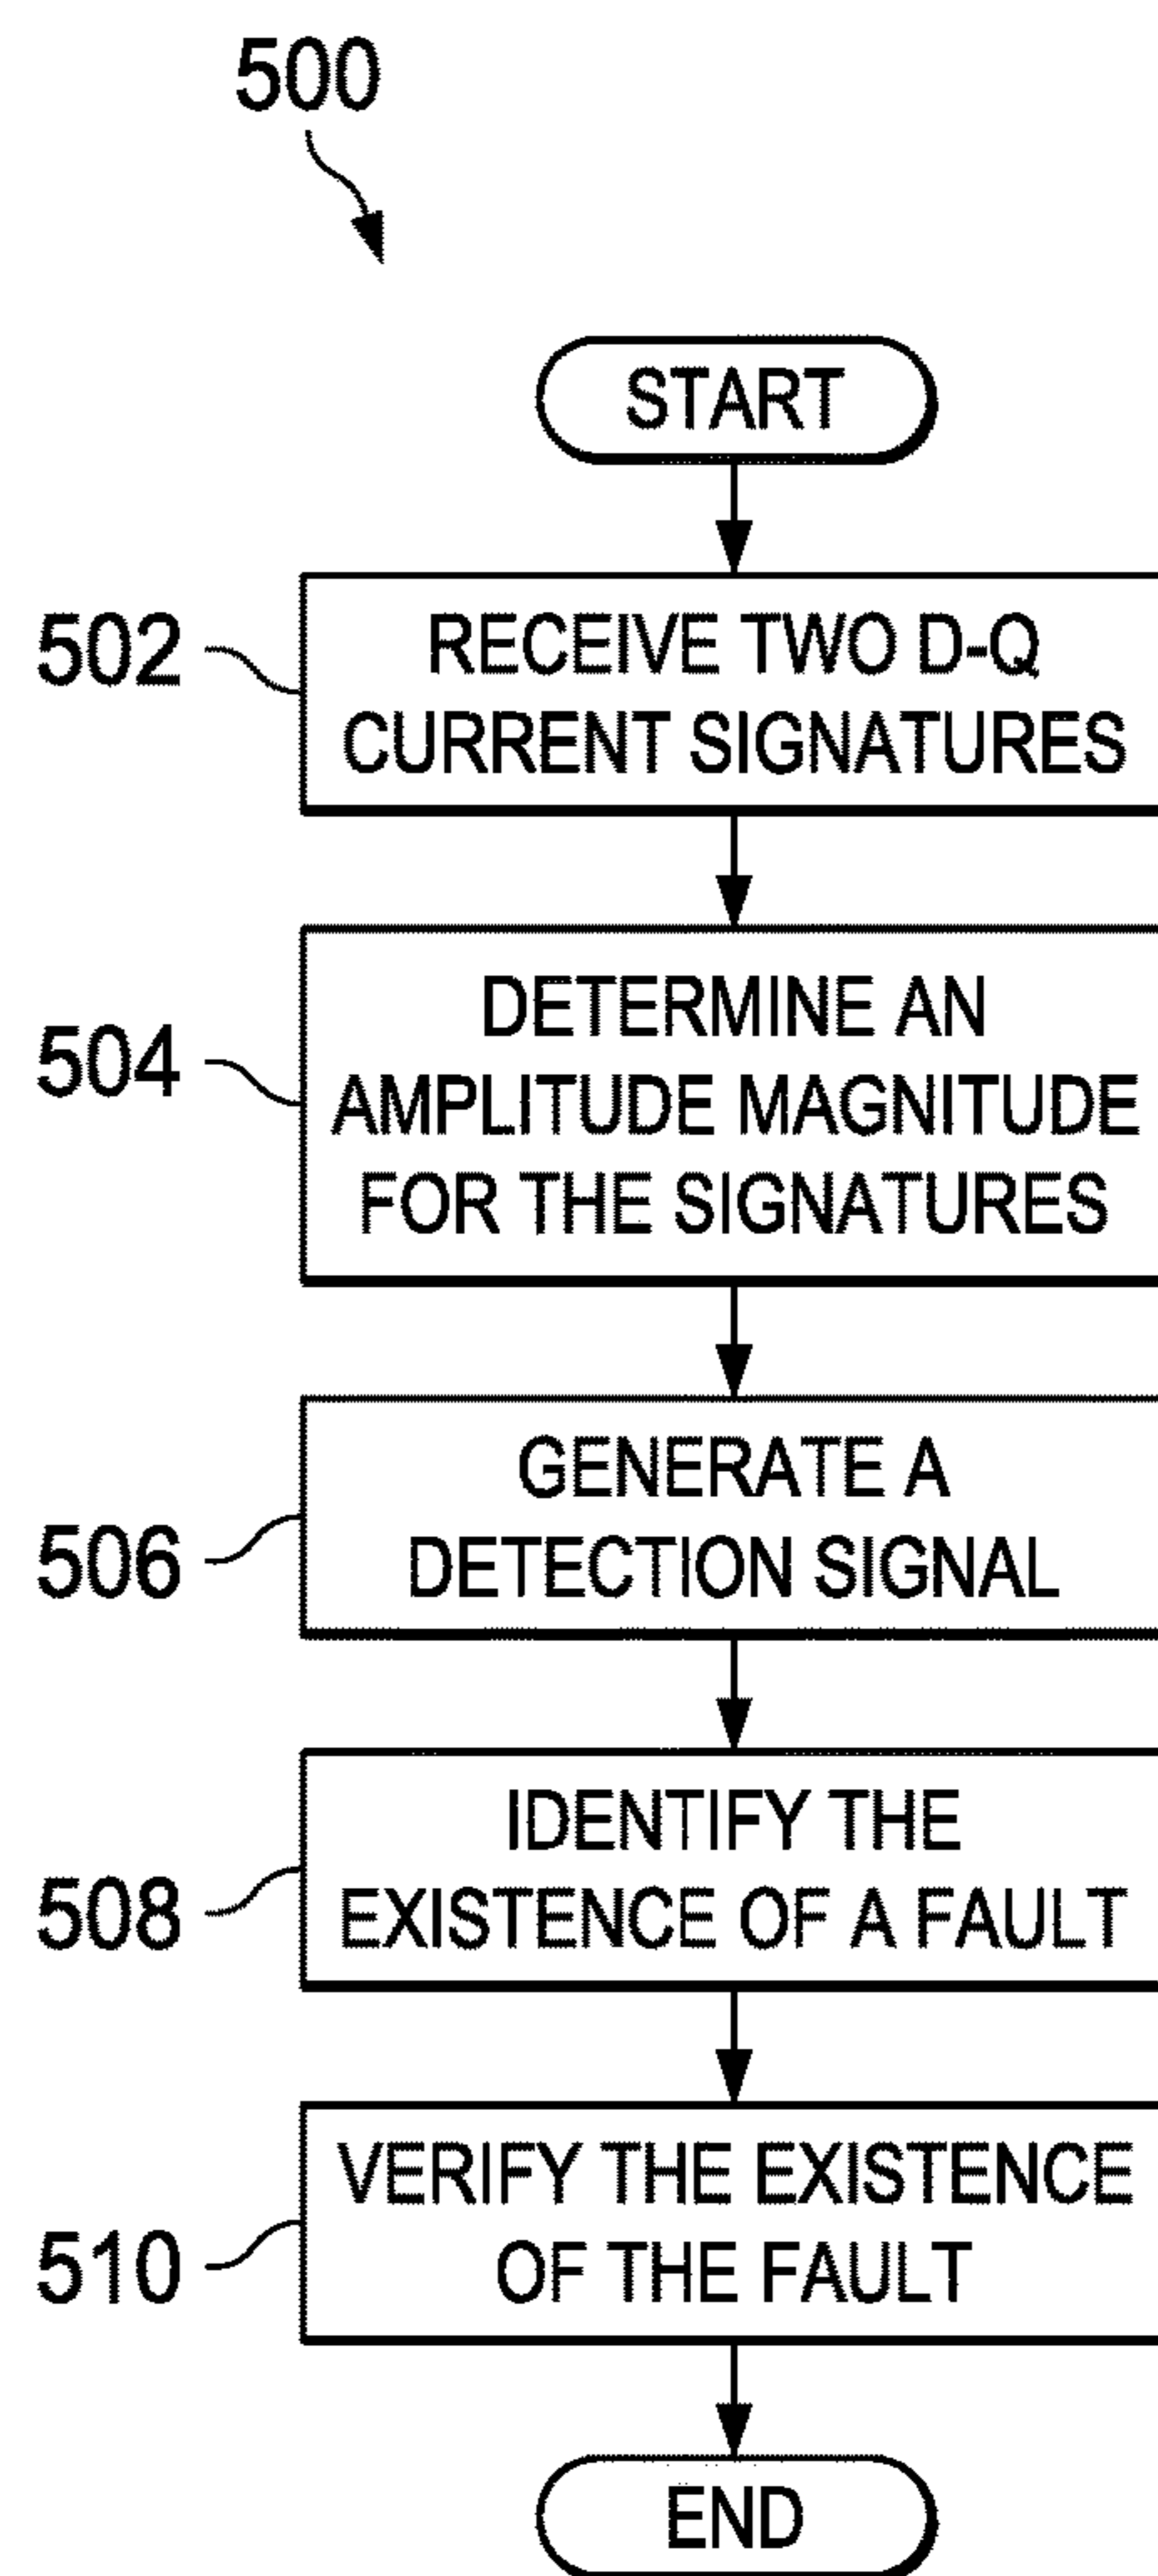 500
START
502
RECEIVE TWO D-Q
CURRENT SIGNATURES
504
DETERMINE AN
AMPLITUDE MAGNITUDE
FOR THE SIGNATURES
506
GENERATE A
DETECTION SIGNAL
508
IDENTIFY THE
EXISTENCE OF A FAULT
510
VERIFY THE EXISTENCE
OF THE FAULT
END